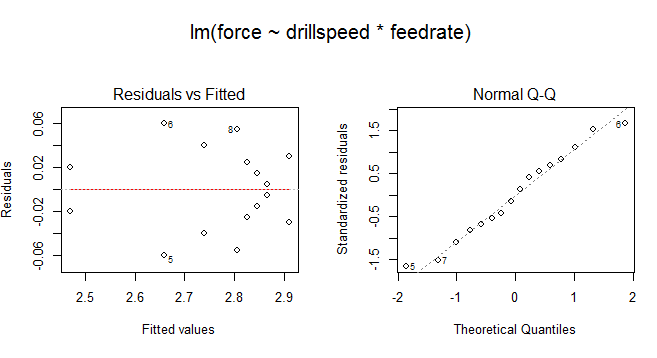 lm(force ~ drillspeed * feedrate)
Residuals vs Fitted
Residuals
0.06
0.02
-0.02
-0.06
6
8
5
2.5 2.6 2.7 2.8 2.9
Fitted values
Normal Q-Q
Standardized residuals
1.5
0.5
-0.5
-1.5
6
7
5
-2 -1 0 1 2
Theoretical Quantiles